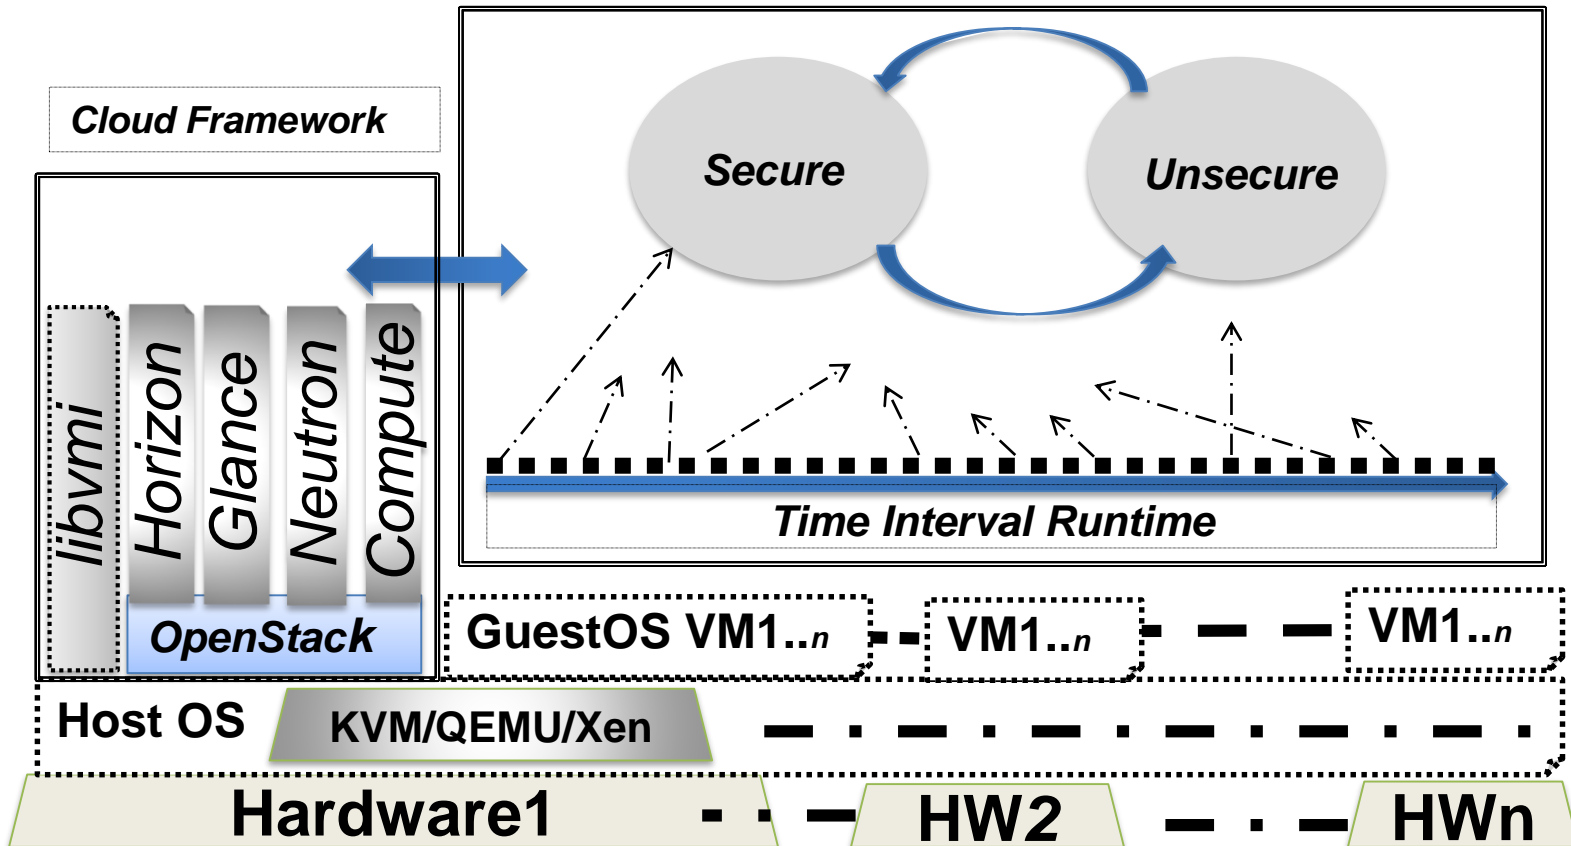 Cloud Framework
Secure
Unsecure
libvmi
Horizon
Glance
Neutron
Compute
OpenStack
Time Interval Runtime
GuestOS VM1..n
VM1..n
VM1..n
Host OS
KVM/QEMU/Xen
Hardware1
HW2
HWn